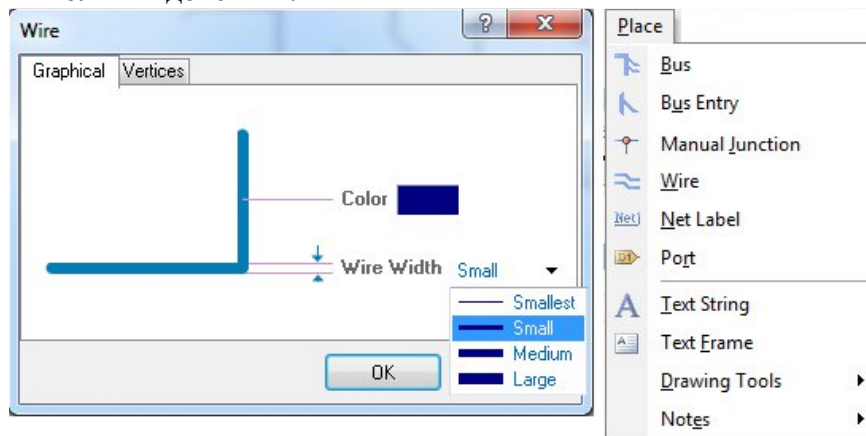 Wire
?
X
Graphical Vertices
Color
Wire Width Small
Smallest
Small
Medium
Large
OK
Place
Bus
Bus Entry
Manual Junction
Wire
Net Label
Port
A Text String
Text Frame
Drawing Tools
Notes